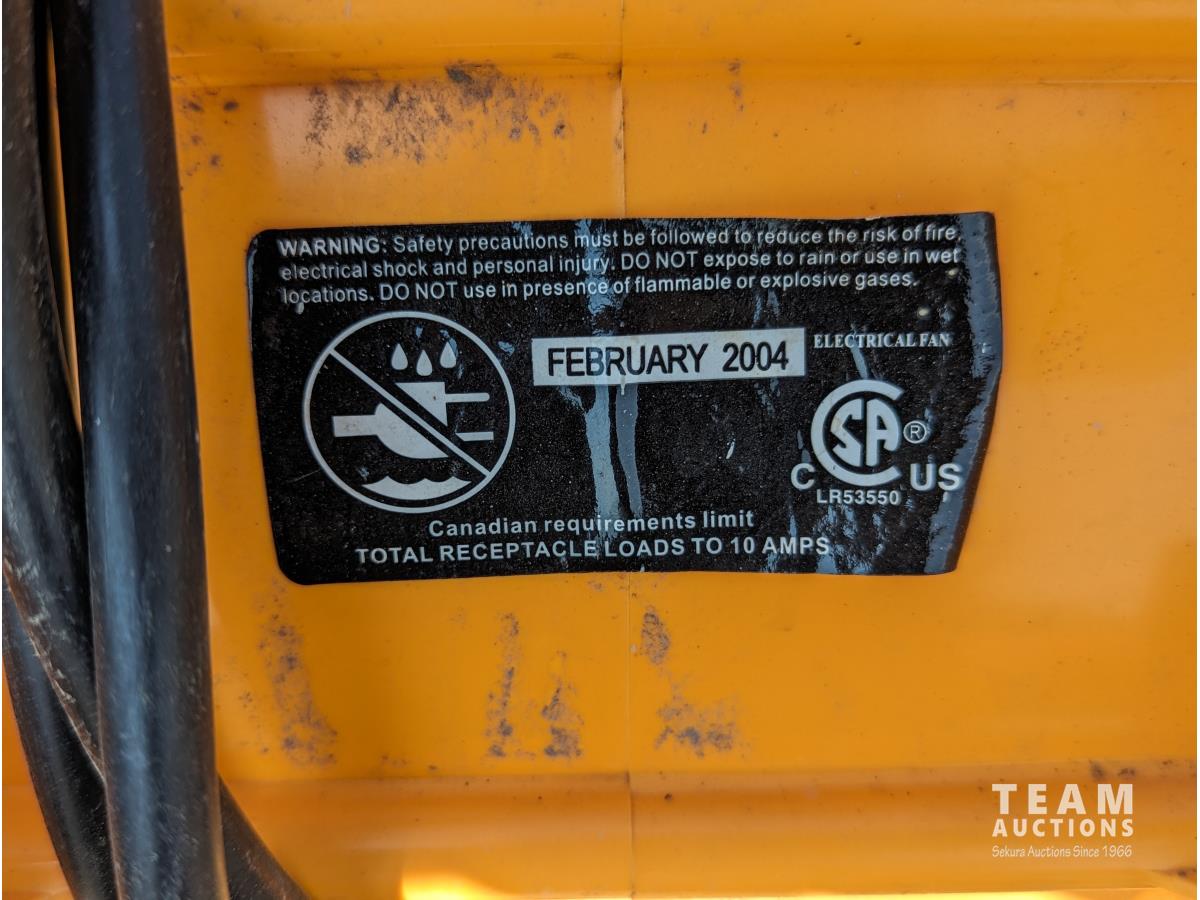 WARNING: Safety precautions must be followed to reduce the risk of fire
electrical shock and personal injury. DO NOT expose to rain or use in wet
locations. DO NOT use in presence of flammable or explosive gases.
FEBRUARY 2004
ELECTRICAL FAN
CSA ®
C US
LR53550
Canadian requirements limit
TOTAL RECEPTACLE LOADS TO 10 AMPS
TEAM
AUCTIONS
Sekura Auctions Since 1966